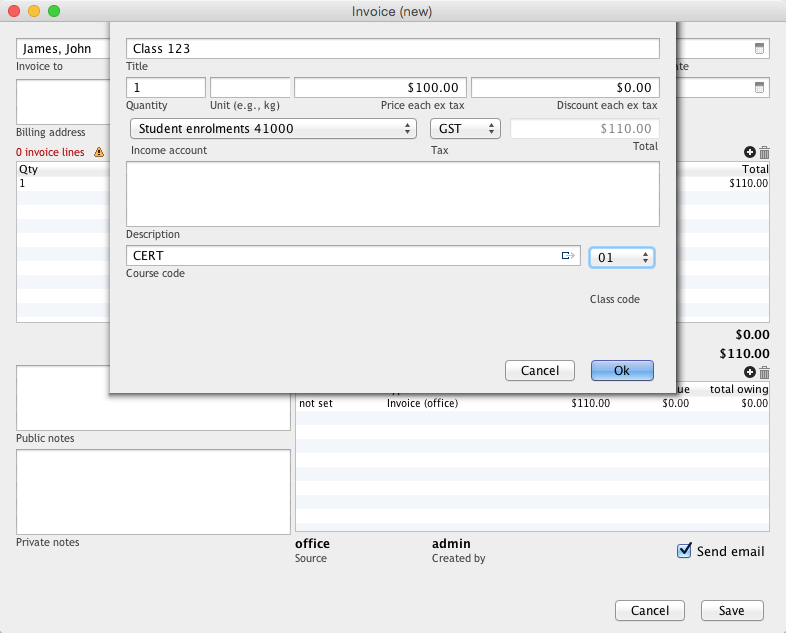 Invoice (new)
James, John
Invoice to
Billing address
0 invoice lines
Qty
Total
1
$110.00
Class 123
Title
1
$100.00
$0.00
Quantity
Unit (e.g., kg)
Price each ex tax
Discount each ex tax
Student enrolments 41000
GST
$110.00
Income account
Tax
Total
Description
CERT
01
Course code
Class code
Cancel
Ok
$0.00
$110.00
total owing
not set
Invoice (office)
$110.00
$0.00
$0.00
Public notes
Private notes
office
Source
admin
Created by
Send email
Cancel
Save